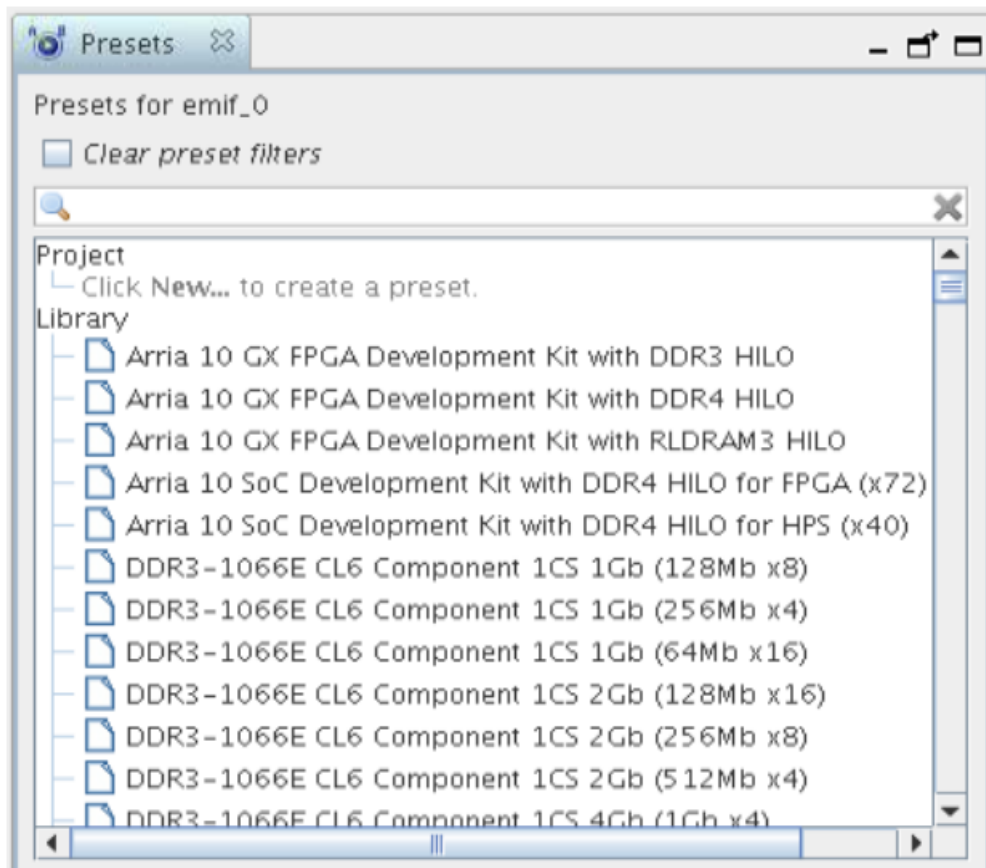 Presets
Presets for emif_0
Clear preset filters
Project
Click New... to create a preset.
Library
Arria 10 GX FPGA Development Kit with DDR3 HILO
Arria 10 GX FPGA Development Kit with DDR4 HILO
Arria 10 GX FPGA Development Kit with RLDRAM3 HILO
Arria 10 SoC Development Kit with DDR4 HILO for FPGA (x72)
Arria 10 SoC Development Kit with DDR4 HILO for HPS (x40)
DDR3-1066E CL6 Component 1CS 1Gb (128Mb x8)
DDR3-1066E CL6 Component 1CS 1Gb (256Mb x4)
DDR3-1066E CL6 Component 1CS 1Gb (64Mb x16)
DDR3-1066E CL6 Component 1CS 2Gb (128Mb x16)
DDR3-1066E CL6 Component 1CS 2Gb (256Mb x8)
DDR3-1066E CL6 Component 1CS 2Gb (512Mb x4)
DDR3-1066E CL6 Component 1CS 4Gb (1Gb x4)